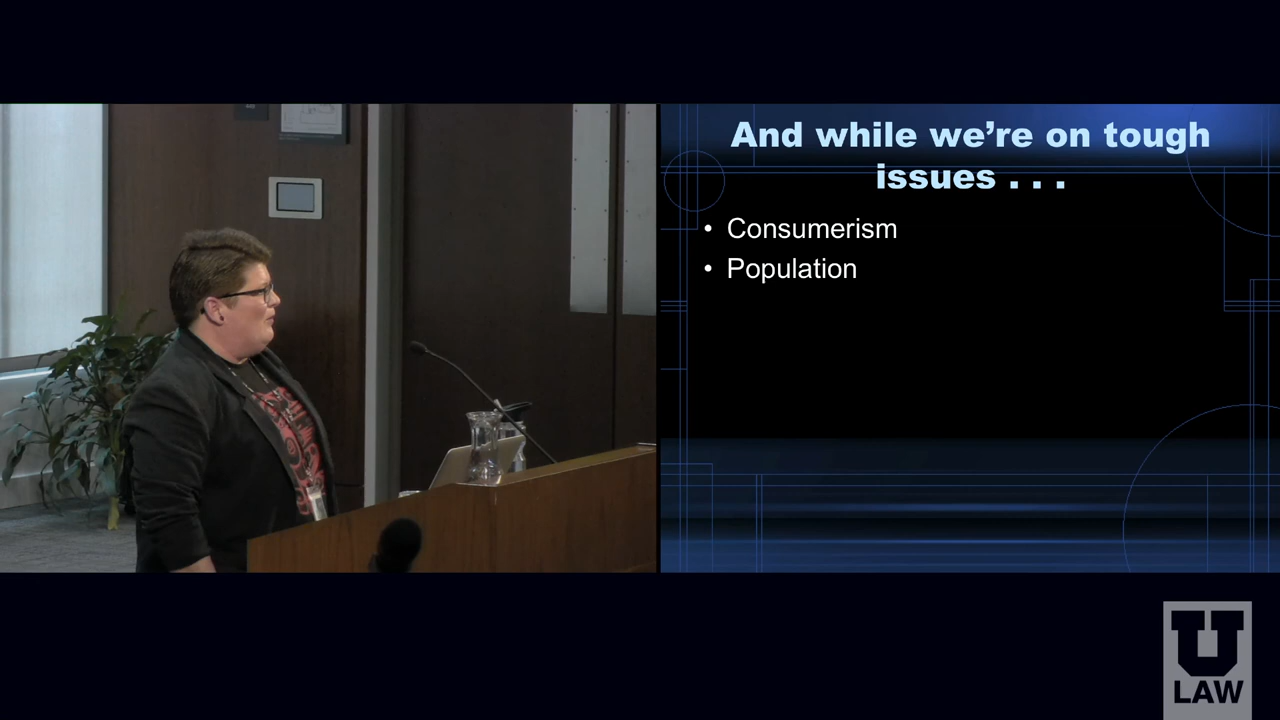 And while we’re on tough
issues . . .
• Consumerism
• Population
U
LAW